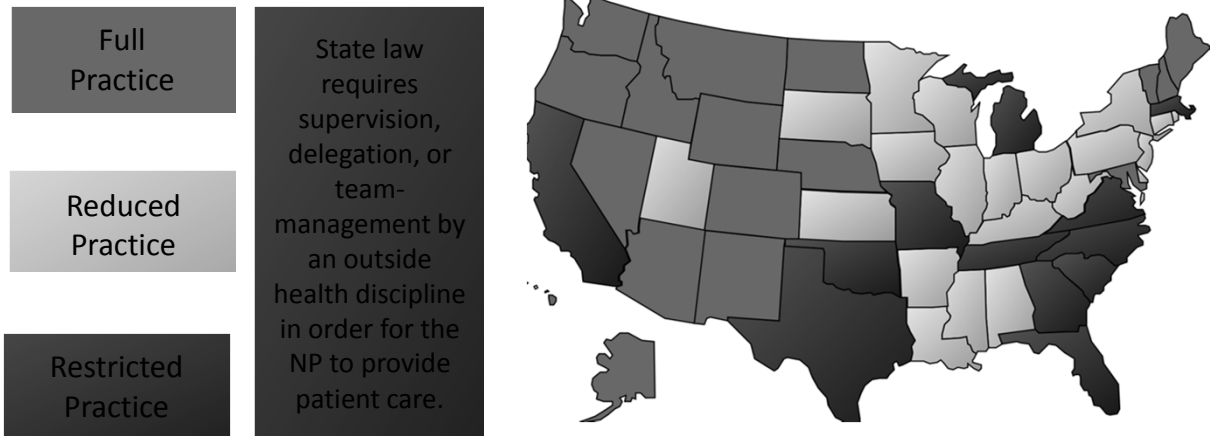 Full
Practice
Reduced
Practice
Restricted
Practice
State law
requires
supervision,
delegation, or
team-
management by
an outside
health discipline
in order for the
NP to provide
patient care.